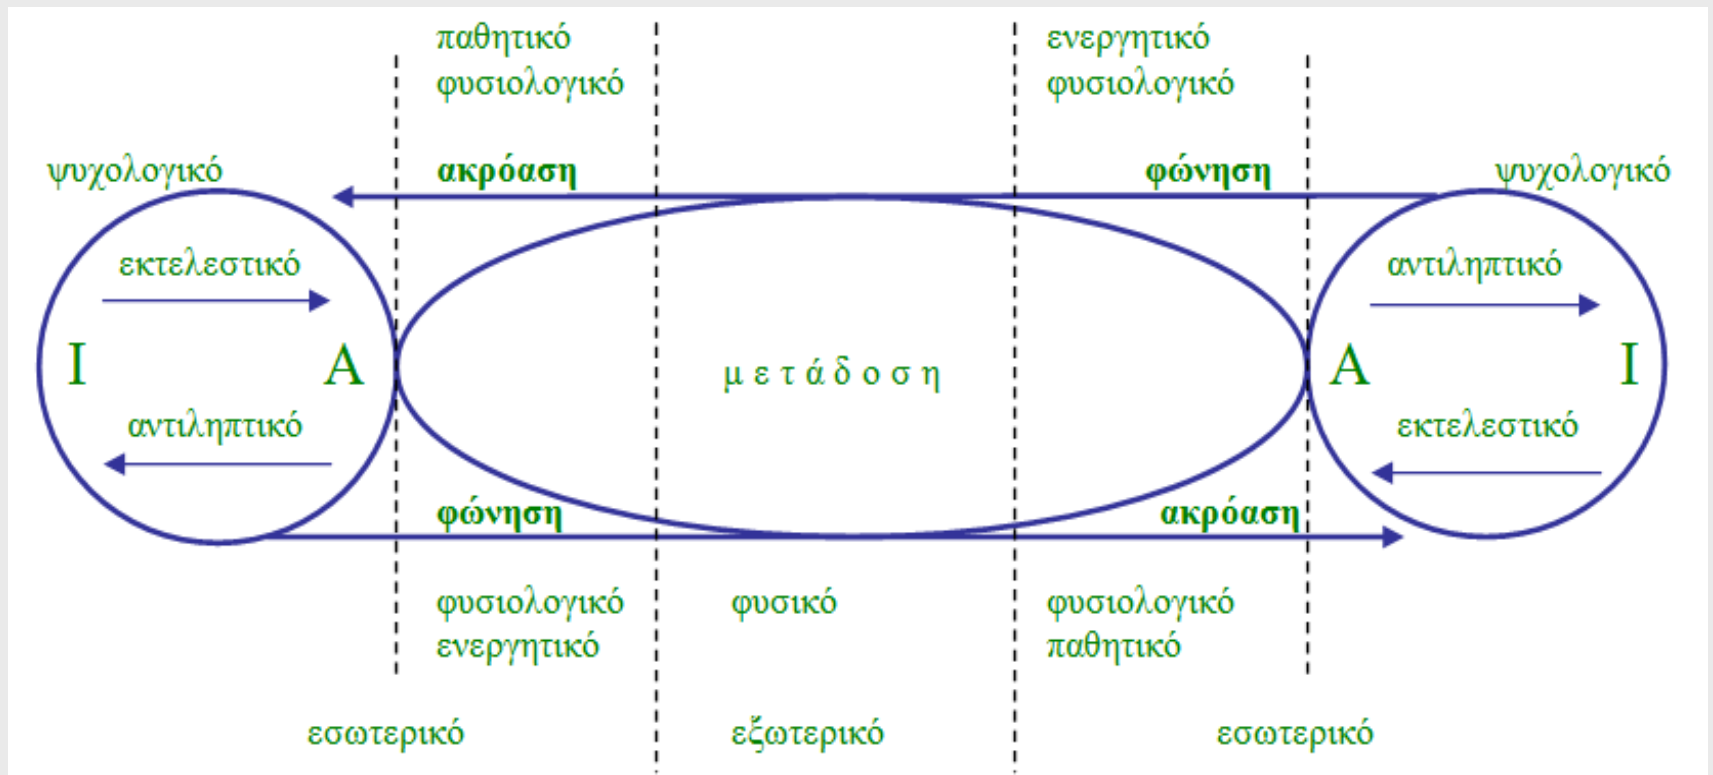 παθητικό
φυσιολογικό
ενεργητικό
φυσιολογικό
ψυχολογικό
ακρόαση
φώνηση
ψυχολογικό
εκτελεστικό
αντιληπτικό
Ι
Α
μετάδοση
Α
Ι
αντιληπτικό
εκτελεστικό
φώνηση
ακρόαση
φυσιολογικό
ενεργητικό
φυσικό
φυσιολογικό
παθητικό
εσωτερικό
εξωτερικό
εσωτερικό